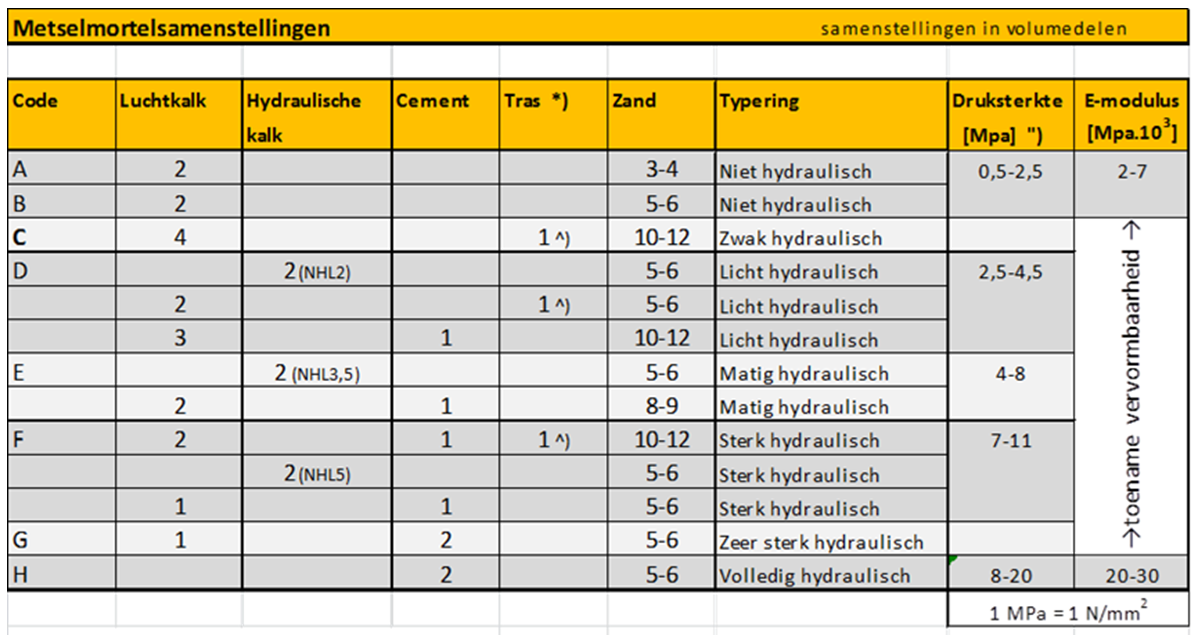 Metselmortelsamenstellingen samenstellingen in volumedelen
Code Luchtkalk Hydraulische kalk Cement Tras *) Zand Typering Druksterkte [Mpa] ") E-modulus [Mpa.10³]
A 2 3-4 Niet hydraulisch 0,5-2,5 2-7
B 2 5-6 Niet hydraulisch
C 4 1 ^) 10-12 Zwak hydraulisch
D 2 (NHL2) 5-6 Licht hydraulisch 2,5-4,5
2 1 ^) 5-6 Licht hydraulisch
3 1 10-12 Licht hydraulisch
E 2 (NHL3,5) 5-6 Matig hydraulisch 4-8
2 1 8-9 Matig hydraulisch
F 2 1 1 ^) 10-12 Sterk hydraulisch 7-11
2 (NHL5) 5-6 Sterk hydraulisch
1 1 5-6 Sterk hydraulisch
G 1 2 5-6 Zeer sterk hydraulisch
H 2 5-6 Volledig hydraulisch 8-20 20-30
→toename vervormbaarheid →
1 MPa = 1 N/mm²